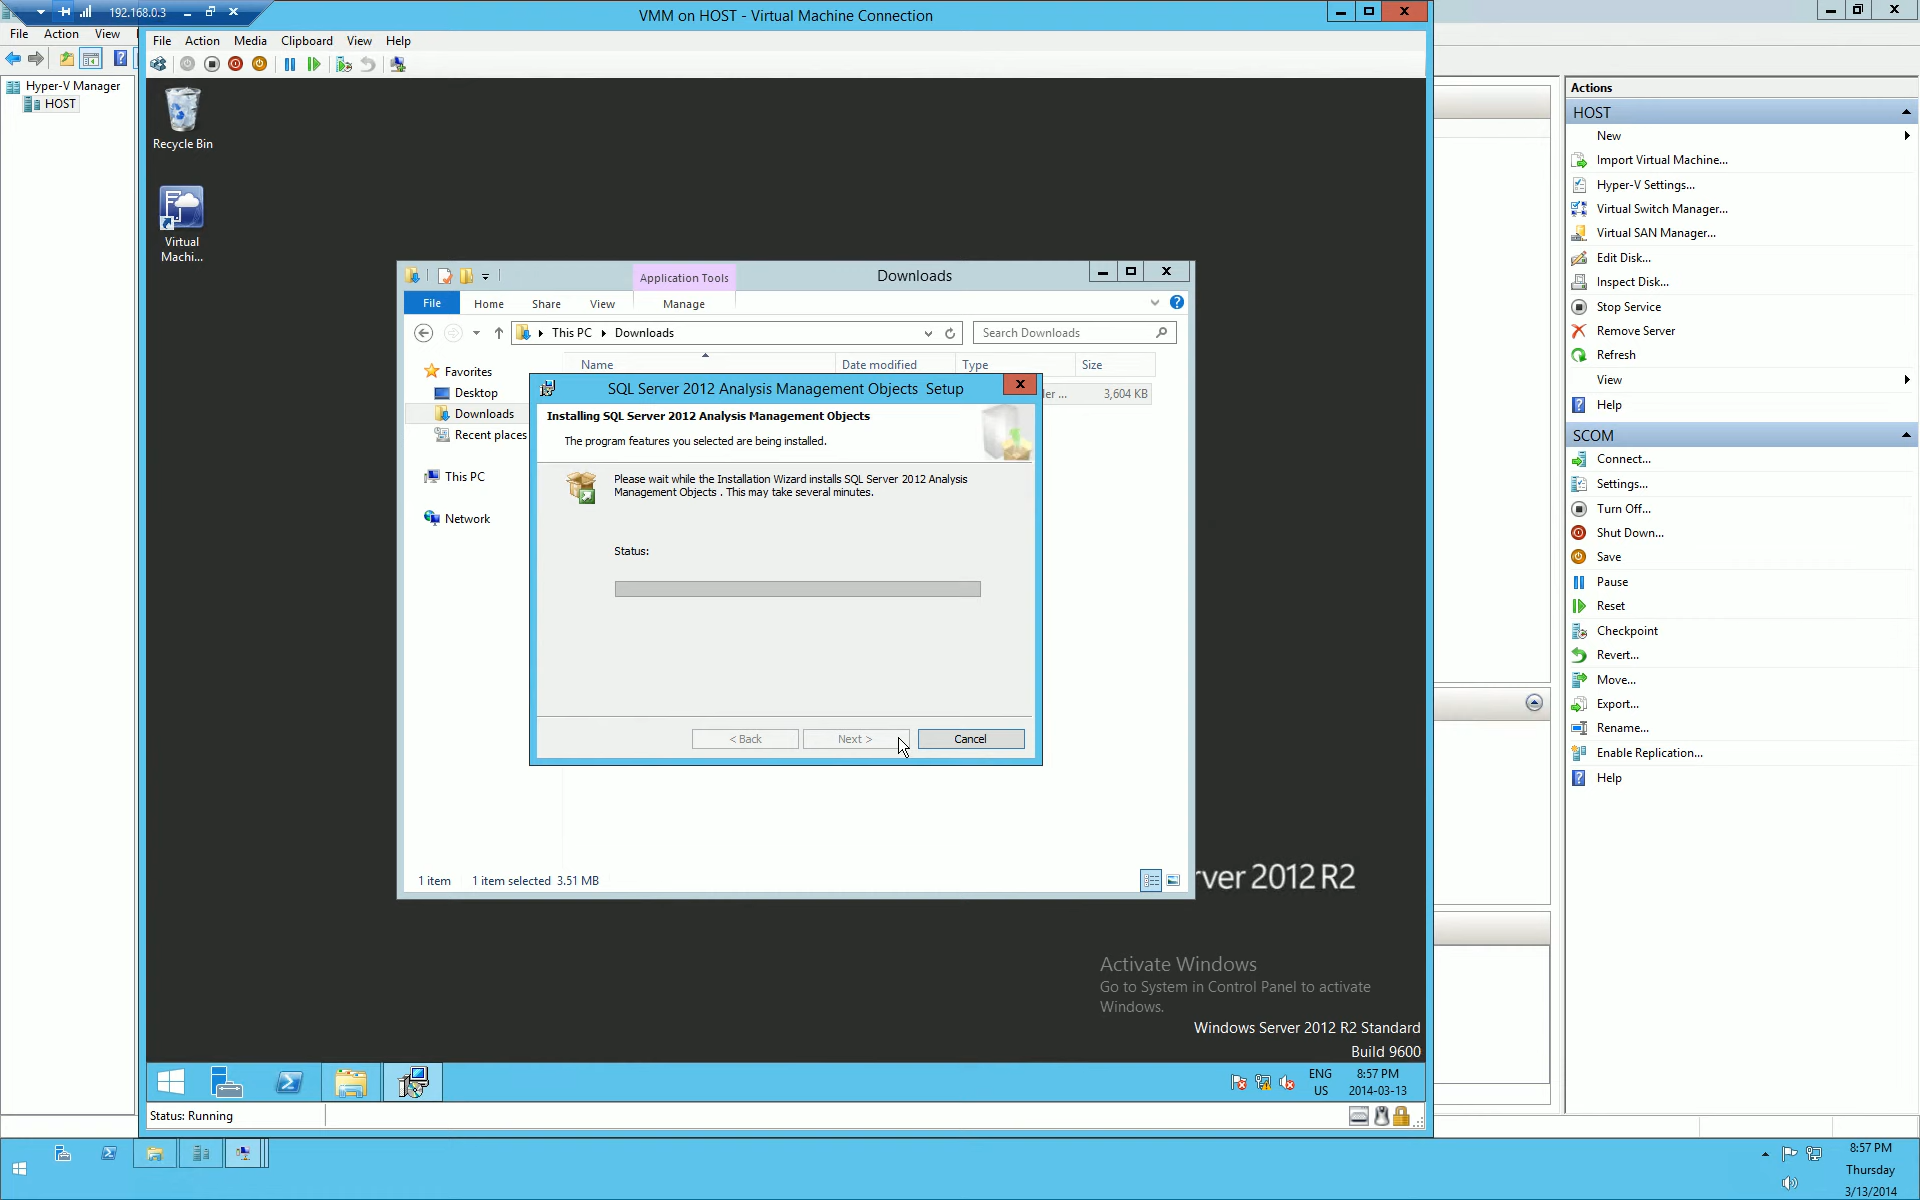 192.168.0.3
File Action View
Hyper-V Manager
HOST
VMM on HOST - Virtual Machine Connection
File Action Media Clipboard View Help
Recycle Bin
Virtual
Machi...
Application Tools
Downloads
File Home Share View Manage
This PC Downloads
Search Downloads
Name Date modified Type Size
Favorites
Desktop
Downloads
Recent places
This PC
Network
3,604 KB
SQL Server 2012 Analysis Management Objects Setup
Installing SQL Server 2012 Analysis Management Objects
The program features you selected are being installed.
Please wait while the Installation Wizard installs SQL Server 2012 Analysis
Management Objects . This may take several minutes.
Status:
< Back Next > Cancel
1 item 1 item selected 3.51 MB
rver 2012 R2
Activate Windows
Go to System in Control Panel to activate
Windows.
Windows Server 2012 R2 Standard
Build 9600
ENG
US
8:57 PM
2014-03-13
Status: Running
Actions
HOST
New
Import Virtual Machine...
Hyper-V Settings...
Virtual Switch Manager...
Virtual SAN Manager...
Edit Disk...
Inspect Disk...
Stop Service
Remove Server
Refresh
View
Help
SCOM
Connect...
Settings...
Turn Off...
Shut Down...
Save
Pause
Reset
Checkpoint
Revert...
Move...
Export...
Rename...
Enable Replication...
Help
8:57 PM
Thursday
3/13/2014